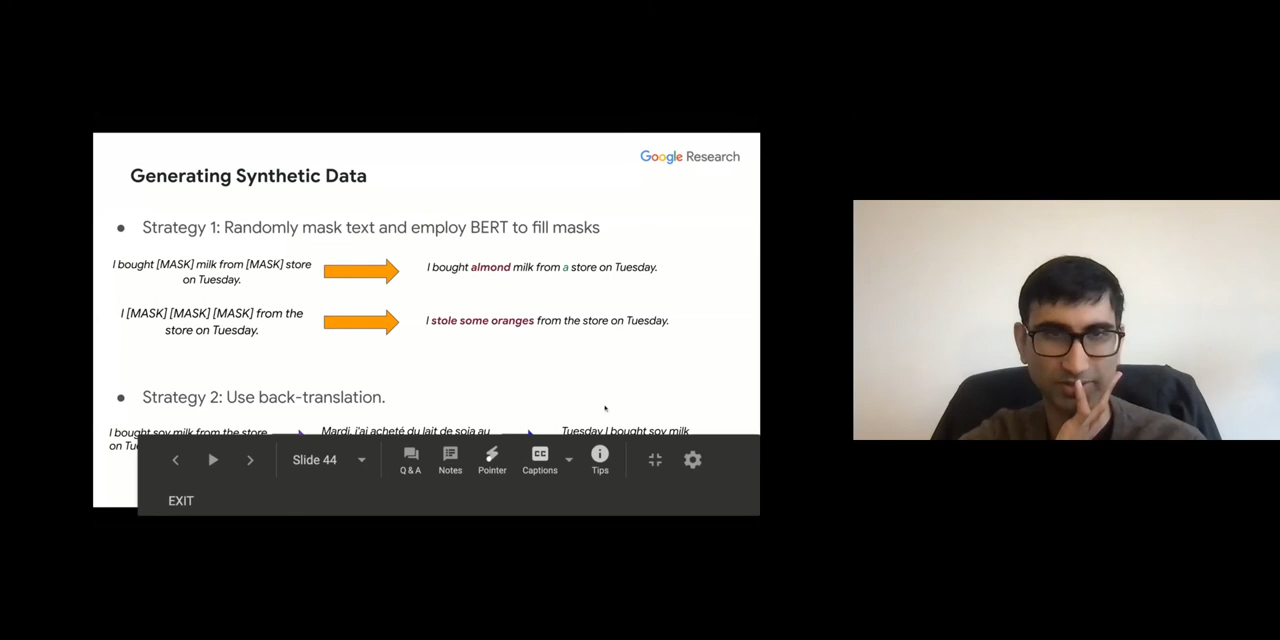 Google Research
Generating Synthetic Data
● Strategy 1: Randomly mask text and employ BERT to fill masks
I bought [MASK] milk from [MASK] store
on Tuesday.
I bought almond milk from a store on Tuesday.
I [MASK] [MASK] [MASK] from the
store on Tuesday.
I stole some oranges from the store on Tuesday.
● Strategy 2: Use back-translation.
I bought soy milk from the store
on Tu
Mardi, j'ai acheté du lait de soja au
Tuesday I bought soy milk
Slide 44
Q & A
Notes
Pointer
CC
Captions
Tips
EXIT